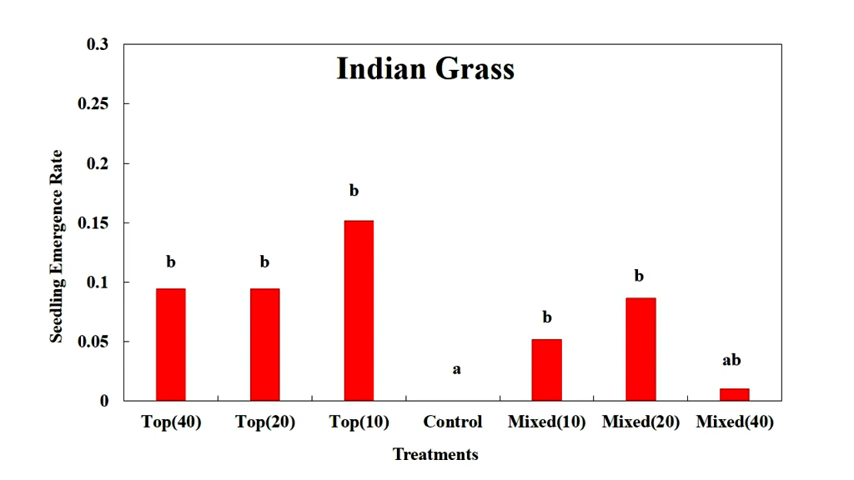 Indian Grass
Seedling Emergence Rate
0.3
0.25
0.2
0.15
0.1
0.05
0
b
b
b
a
b
b
ab
Top(40) Top(20) Top(10) Control Mixed(10) Mixed(20) Mixed(40)
Treatments